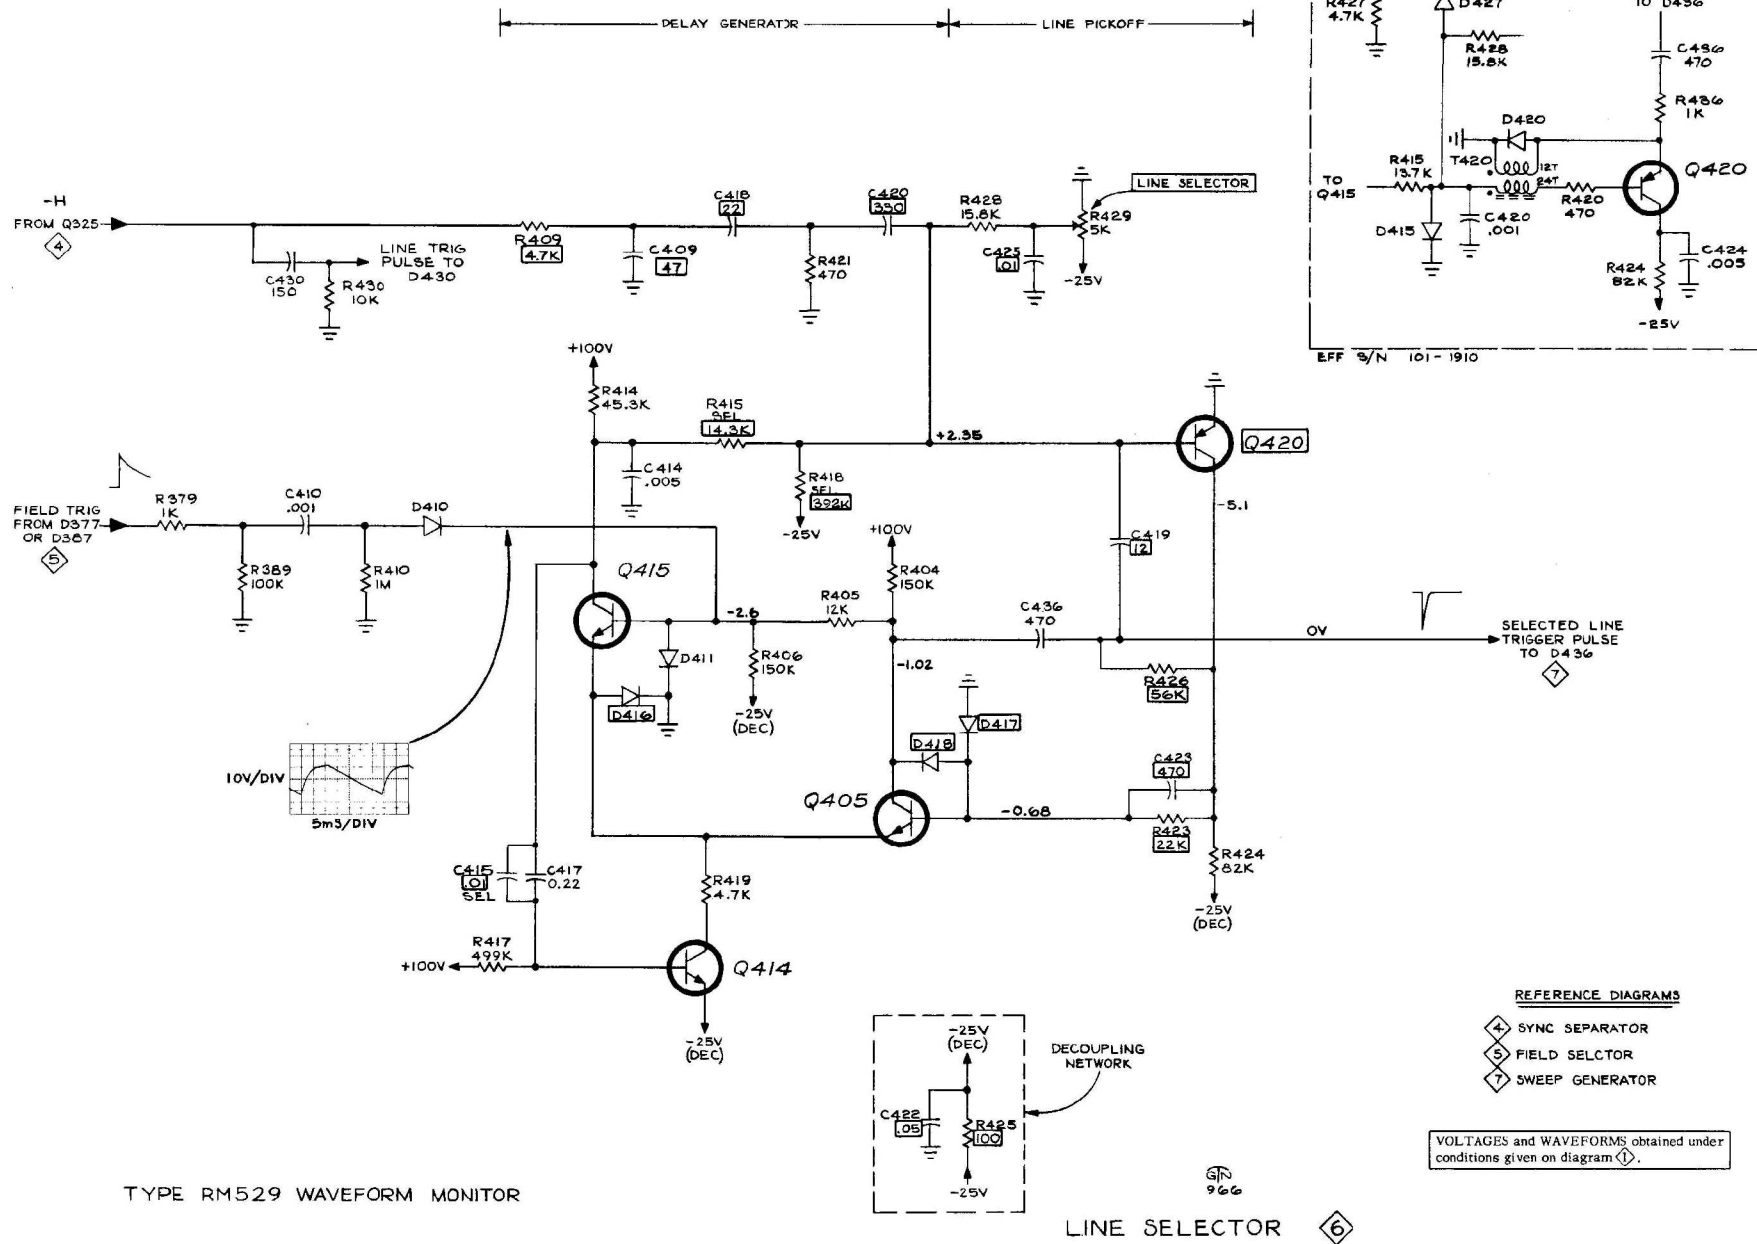 DELAY GENERATOR
LINE PICKOFF
R427
4.7K
D427
TO D436
R428
15.8K
C436
470
R436
1K
D420
T420
12T
24T
Q420
R415
13.7K
TO
Q415
R420
470
D415
C420
.001
R424
82K
C424
.005
-25V
EFF S/N 101-1910
-H
FROM Q325
4
C430
150
R430
10K
LINE TRIG
PULSE TO
D430
R409
4.7K
C418
22
C409
47
R421
470
C420
330
R428
15.8K
C425
.01
R429
5K
-25V
LINE SELECTOR
+100V
R414
45.3K
R415
SEL
14.3K
+2.35
Q420
C414
.005
R418
SEL
392K
-25V
-5.1
FIELD TRIG
FROM D377
OR D387
5
R379
1K
C410
.001
D410
R389
100K
R410
1M
Q415
+100V
R404
150K
C419
12
-2.6
R405
12K
C436
470
0V
SELECTED LINE
TRIGGER PULSE
TO D436
7
D411
R406
150K
-25V
(DEC)
D416
-1.02
R426
56K
D417
D418
10V/DIV
5mS/DIV
Q405
-0.68
C423
470
R423
22K
R424
82K
-25V
(DEC)
C415
.01
SEL
C417
0.22
R419
4.7K
R417
499K
+100V
Q414
-25V
(DEC)
-25V
(DEC)
C422
.05
R425
100
-25V
DECOUPLING
NETWORK
REFERENCE DIAGRAMS
4 SYNC SEPARATOR
5 FIELD SELCTOR
7 SWEEP GENERATOR
VOLTAGES and WAVEFORMS obtained under
conditions given on diagram 1.
TYPE RM529 WAVEFORM MONITOR
966
LINE SELECTOR 6